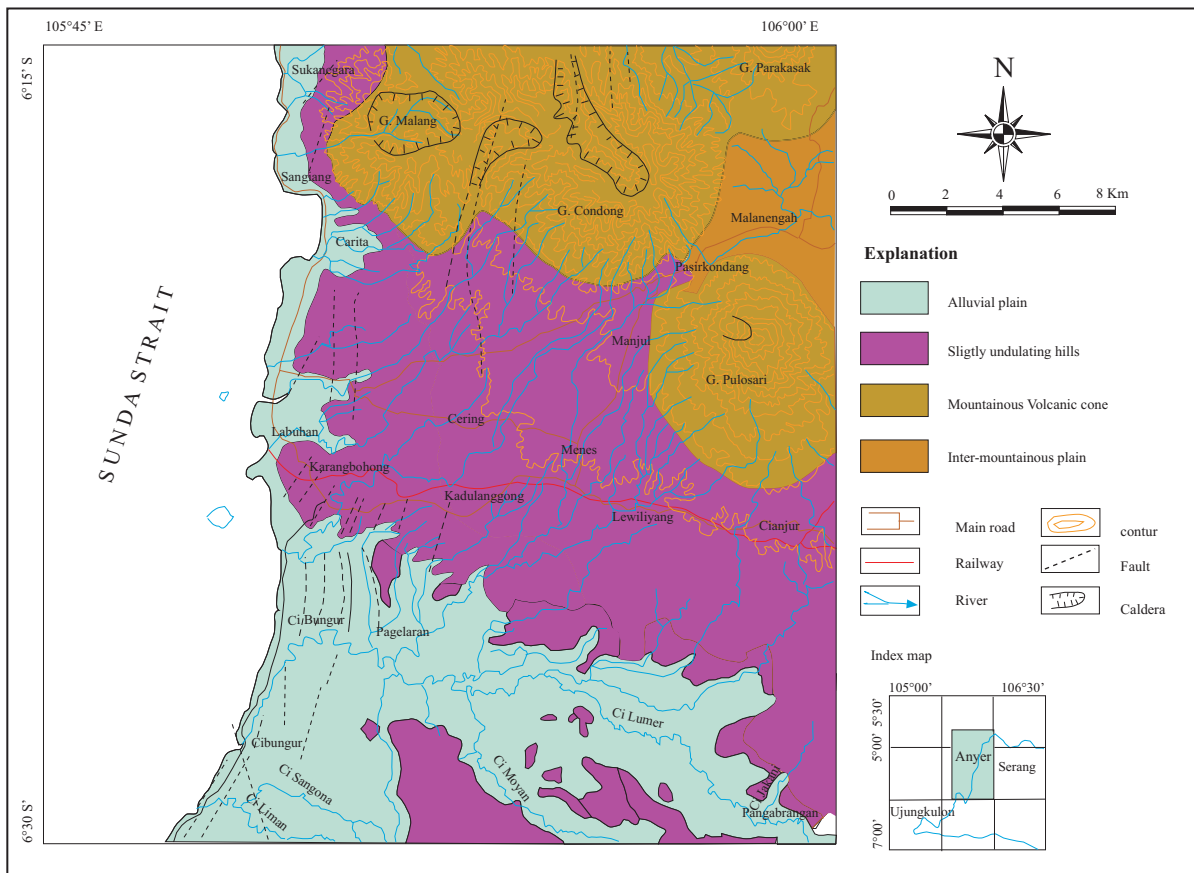 105°45' E
106°00' E
6°15' S
6°30 S'
SUNDA STRAIT
Sukanegara
G. Parakasak
G. Malang
Sangiang
G. Condong
Malanengah
Carita
Pasirkondang
Manjul
G. Pulosari
Cering
Labuhan
Menes
Karangbohong
Kadulanggong
Lewiliyang
Cianjur
Ci Bungur
Pagelaran
Ci Lumer
Cibungur
Ci Sangona
Ci Moyan
Ci Liman
Ci Jakani
Pangabrangan
N
0 2 4 6 8 Km
Explanation
Alluvial plain
Sligtly undulating hills
Mountainous Volcanic cone
Inter-mountainous plain
Main road
contur
Railway
Fault
River
Caldera
Index map
105°00'
106°30'
5°30'
5°00'
7°00'
Anyer
Serang
Ujungkulon